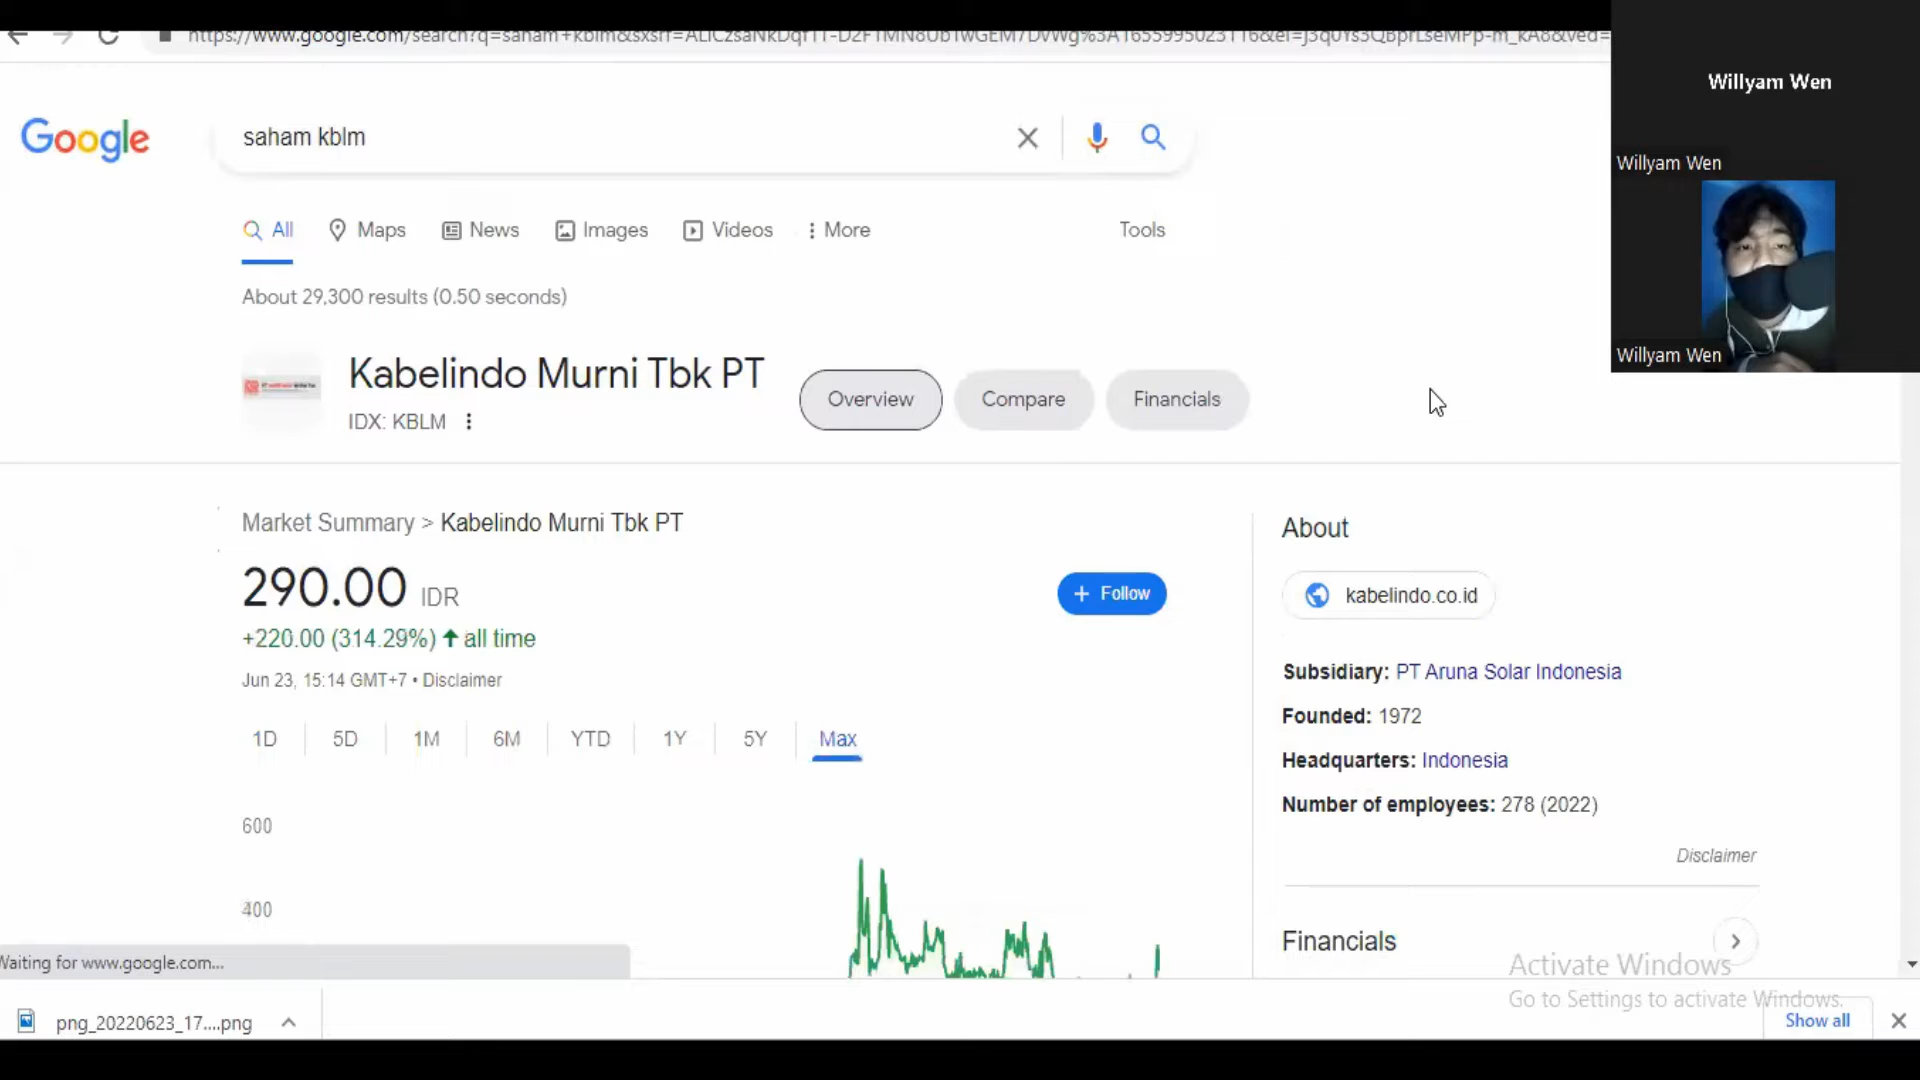 Willyam Wen
Google
saham kblm
Willyam Wen
All
Maps
News
Images
Videos
More
Tools
About 29,300 results (0.50 seconds)
Willyam Wen
Kabelindo Murni Tbk PT
IDX: KBLM
Overview
Compare
Financials
Market Summary > Kabelindo Murni Tbk PT
290.00 IDR
+220.00 (314.29%) ↑ all time
Jun 23, 15:14 GMT+7 • Disclaimer
+ Follow
1D
5D
1M
6M
YTD
1Y
5Y
Max
600
400
About
kabelindo.co.id
Subsidiary: PT Aruna Solar Indonesia
Founded: 1972
Headquarters: Indonesia
Number of employees: 278 (2022)
Disclaimer
Financials
Waiting for www.google.com...
Activate Windows
Go to Settings to activate Windows.
png_20220623_17....png
Show all